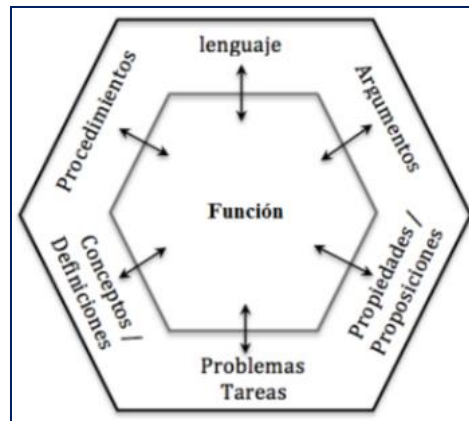 lenguaje
Procedimientos
Argumentos
Función
Conceptos /
Definiciones
Propiedades /
Proposiciones
Problemas
Tareas